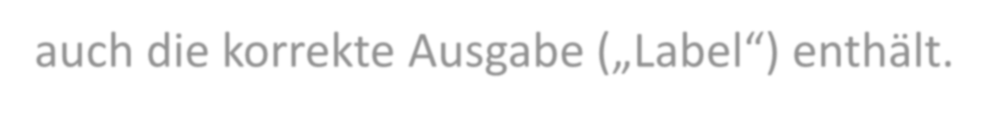 auch die korrekte Ausgabe („Label“) enthält.